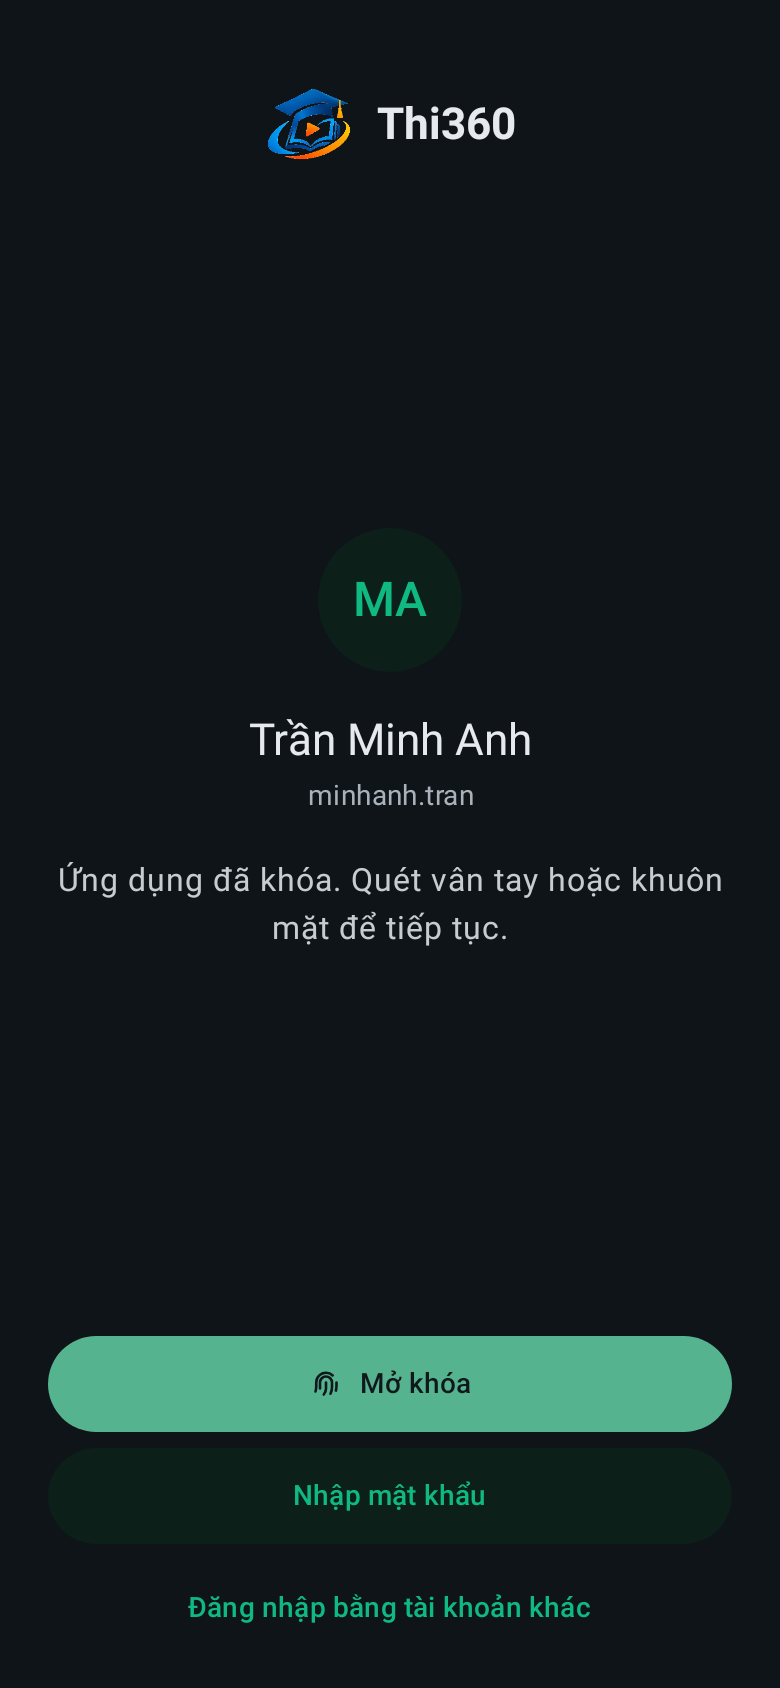 Thi360
MA
Trần Minh Anh
minhanh.tran
Ứng dụng đã khóa. Quét vân tay hoặc khuôn
mặt để tiếp tục.
Mở khóa
Nhập mật khẩu
Đăng nhập bằng tài khoản khác